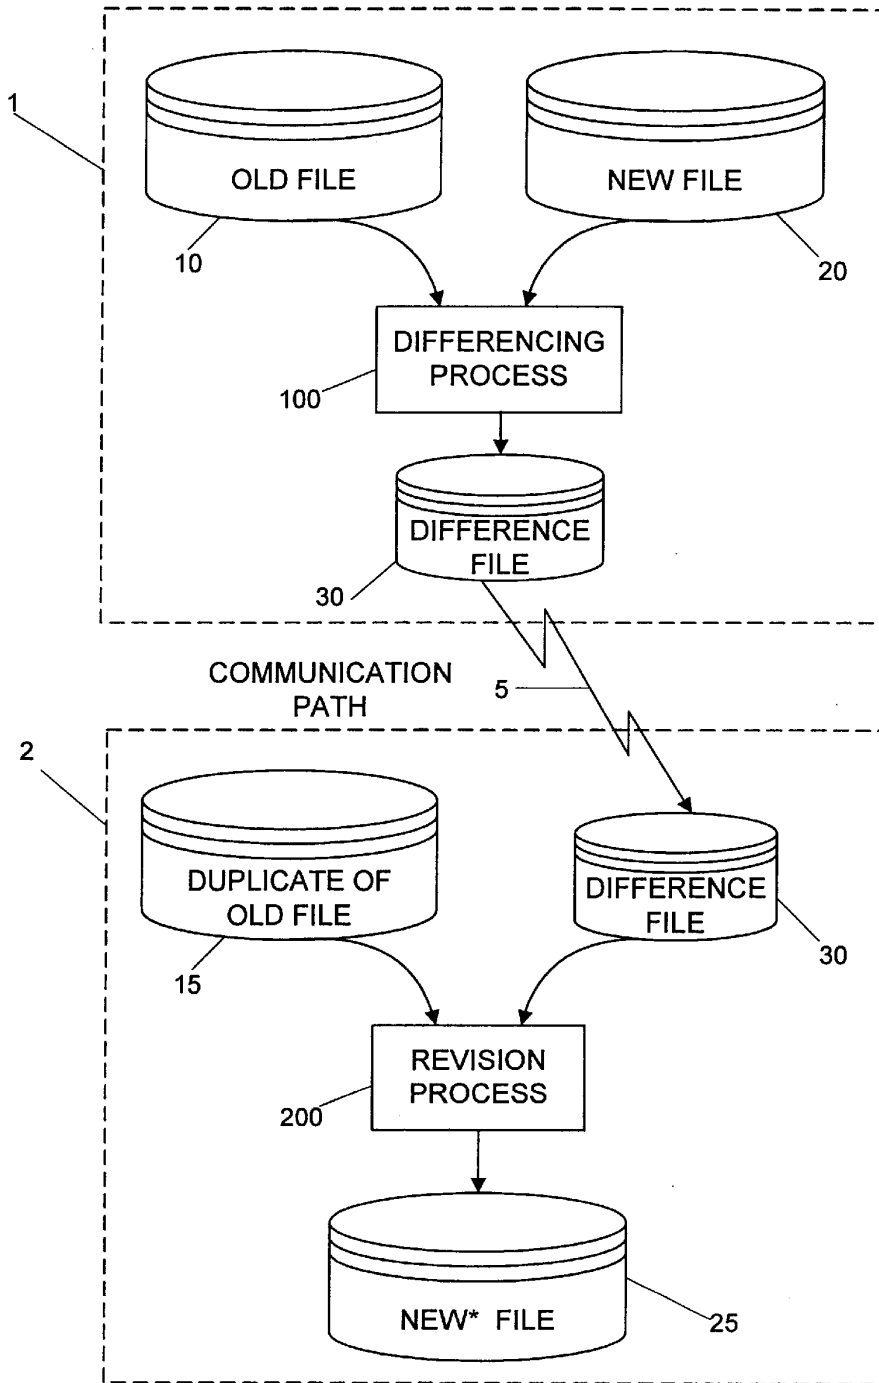 1
OLD FILE
NEW FILE
10
20
DIFFERENCING
PROCESS
100
DIFFERENCE
FILE
30
COMMUNICATION
PATH
5
2
DUPLICATE OF
OLD FILE
DIFFERENCE
FILE
15
30
REVISION
PROCESS
200
NEW* FILE
25